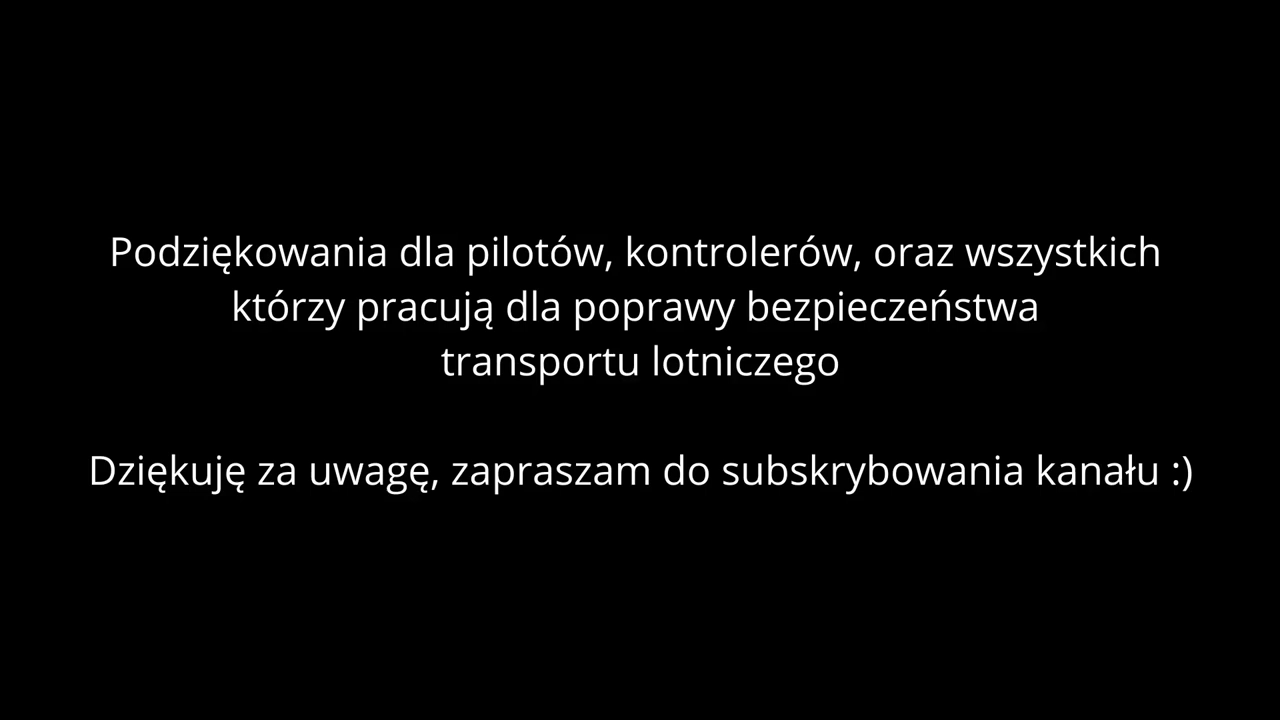 Podziękowania dla pilotów, kontrolerów, oraz wszystkich
którzy pracują dla poprawy bezpieczeństwa
transportu lotniczego
Dziękuję za uwagę, zapraszam do subskrybowania kanału :)